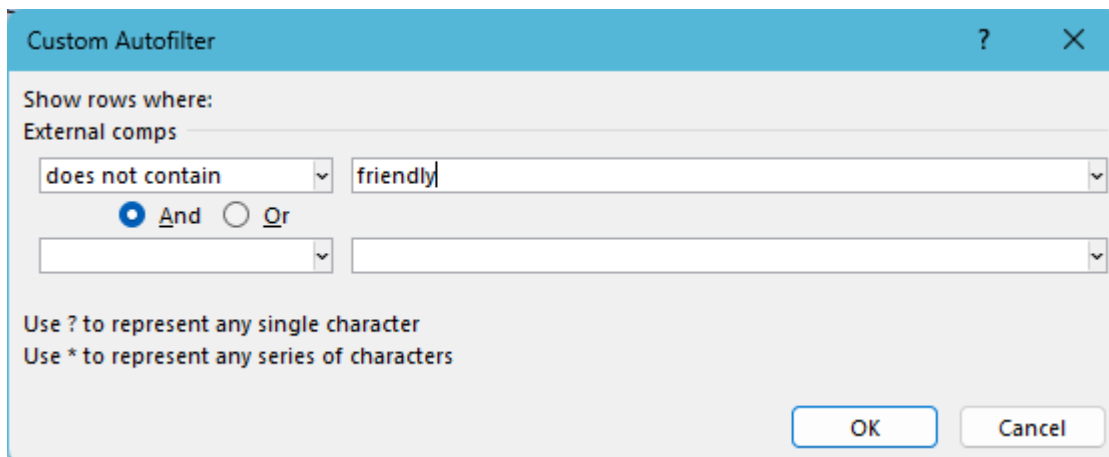 Custom Autofilter ?
Show rows where:
External comps
does not contain friendly
And Or
Use ? to represent any single character
Use * to represent any series of characters
OK Cancel